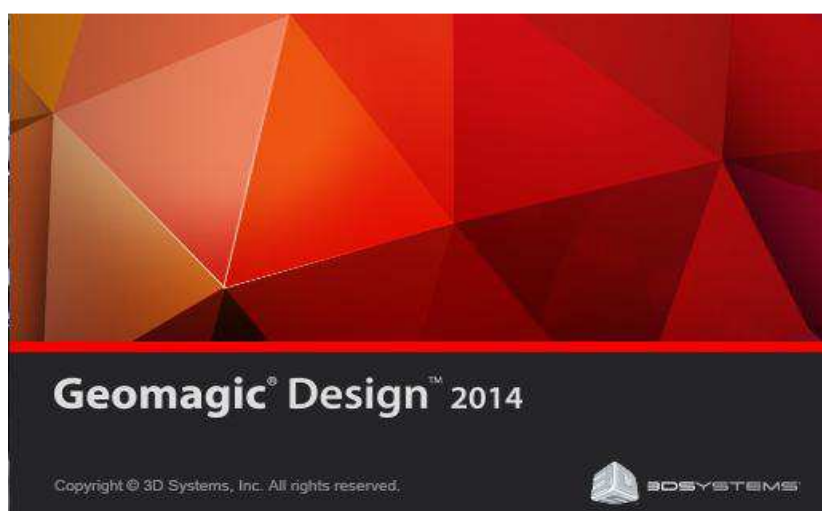 Geomagic® Design™ 2014
Copyright © 3D Systems, Inc. All rights reserved.
3DSYSTEMS